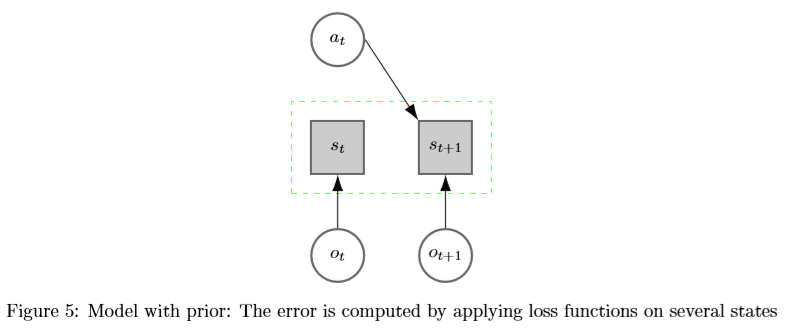 a_t
s_t s_{t+1}
o_t o_{t+1}
Figure 5: Model with prior: The error is computed by applying loss functions on several states